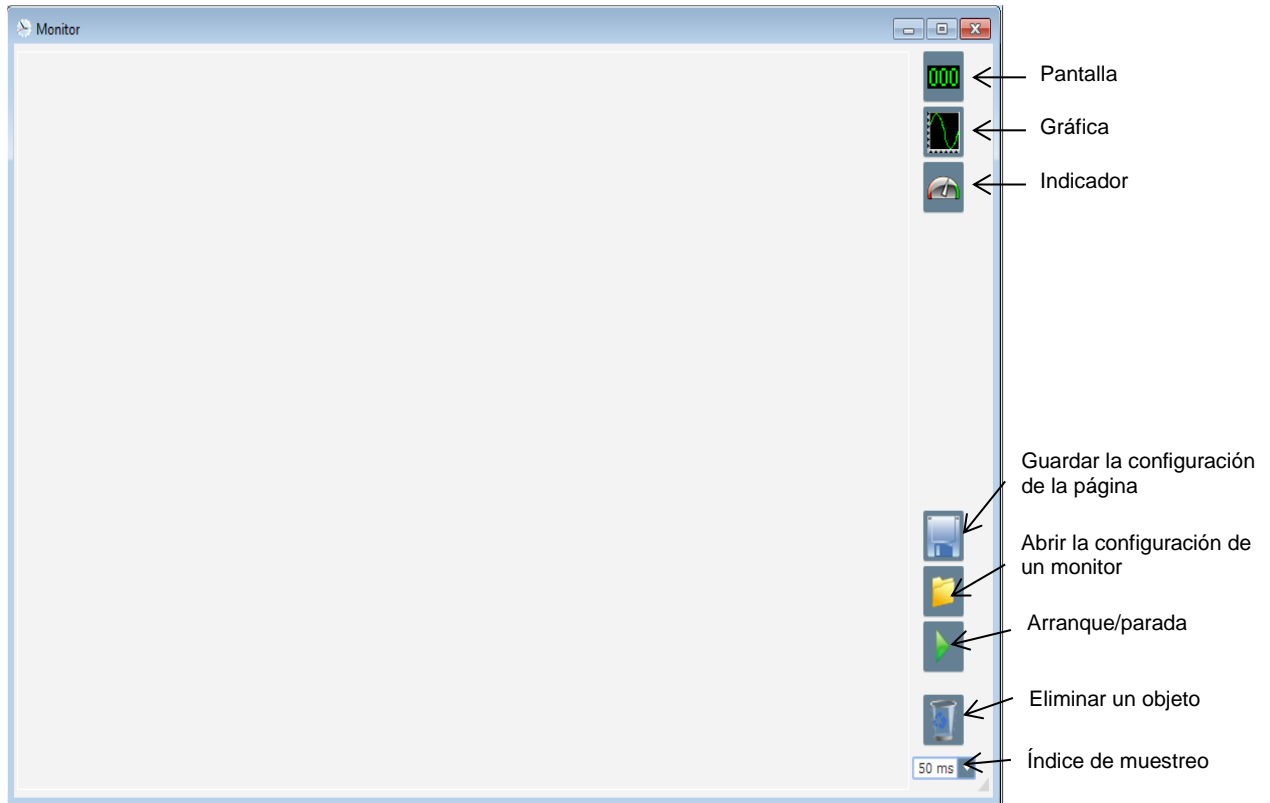 Monitor
000
Pantalla
Gráfica
Indicador
Guardar la configuración
de la página
Abrir la configuración de
un monitor
Arranque/parada
Eliminar un objeto
50 ms
Índice de muestreo